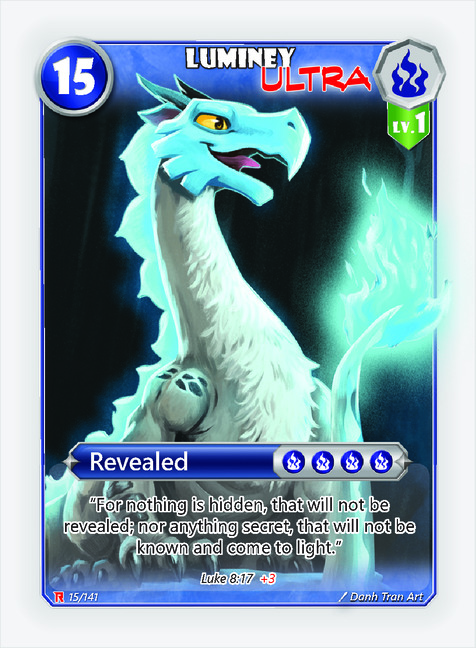 LUMINEY
ULTRA
15
LV.1
Revealed
“For nothing is hidden, that will not be
revealed; nor anything secret, that will not be
known and come to light.”
Luke 8:17 +3
R 15/141
Danh Tran Art